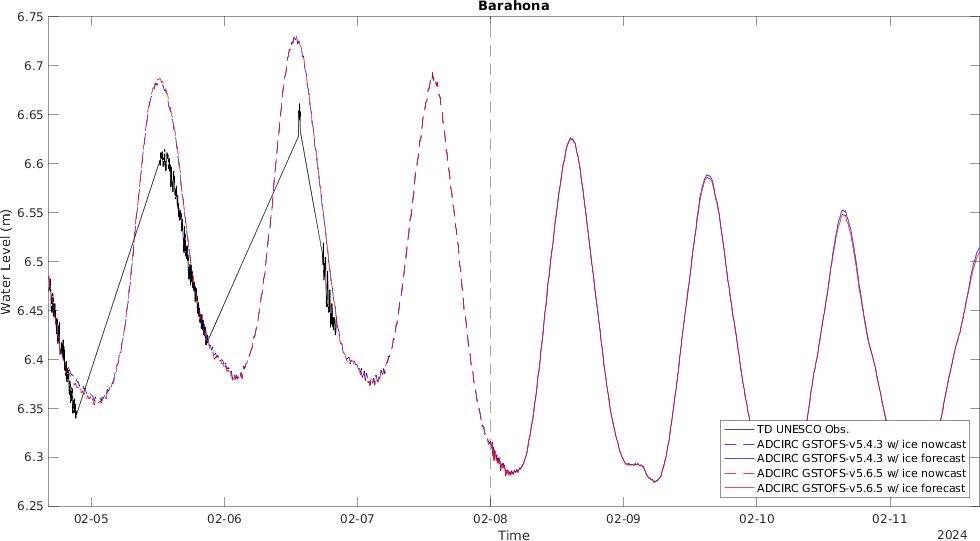 Barahona
6.75
6.7
6.65
6.6
6.55
6.5
6.45
6.4
6.35
6.3
6.25
Water Level (m)
02-05 02-06 02-07 02-08 02-09 02-10 02-11
Time
2024
TD UNESCO Obs.
ADCIRC GSTOFS-v5.4.3 w/ ice nowcast
ADCIRC GSTOFS-v5.4.3 w/ ice forecast
ADCIRC GSTOFS-v5.6.5 w/ ice nowcast
ADCIRC GSTOFS-v5.6.5 w/ ice forecast